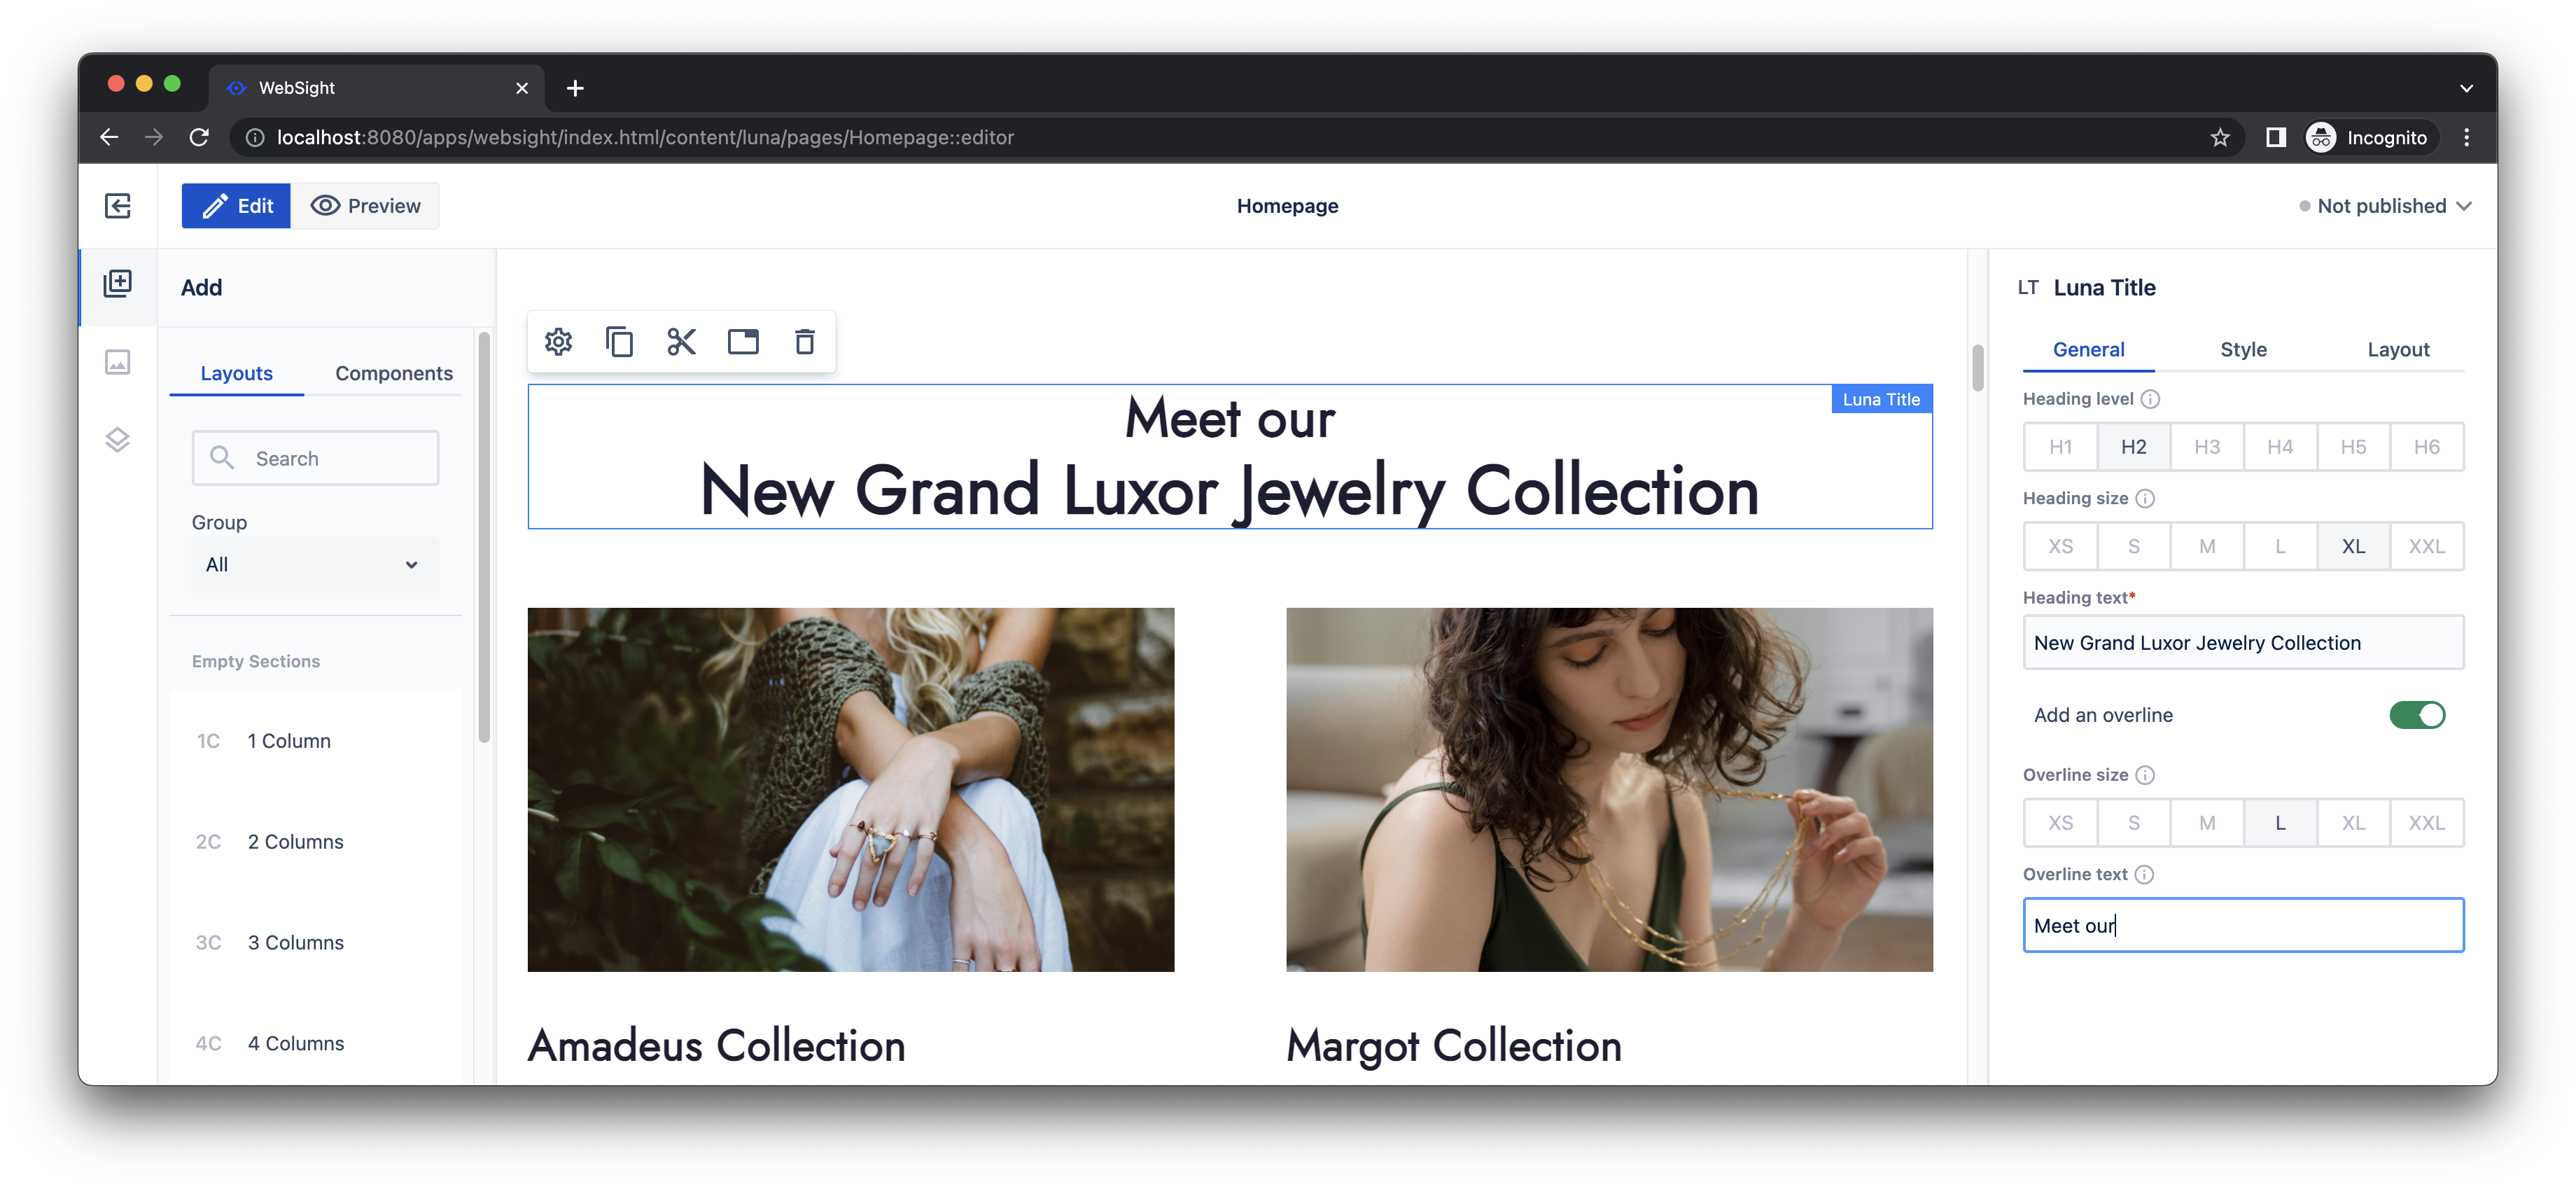 WebSight
localhost:8080/apps/websight/index.html/content/luna/pages/Homepage::editor
Incognito
Edit
Preview
Homepage
Not published
Add
Layouts
Components
Search
Group
All
Empty Sections
1C 1 Column
2C 2 Columns
3C 3 Columns
4C 4 Columns
Luna Title
Meet our
New Grand Luxor Jewelry Collection
Amadeus Collection
Margot Collection
LT Luna Title
General Style Layout
Heading level
H1 H2 H3 H4 H5 H6
Heading size
XS S M L XL XXL
Heading text*
New Grand Luxor Jewelry Collection
Add an overline
Overline size
XS S M L XL XXL
Overline text
Meet our